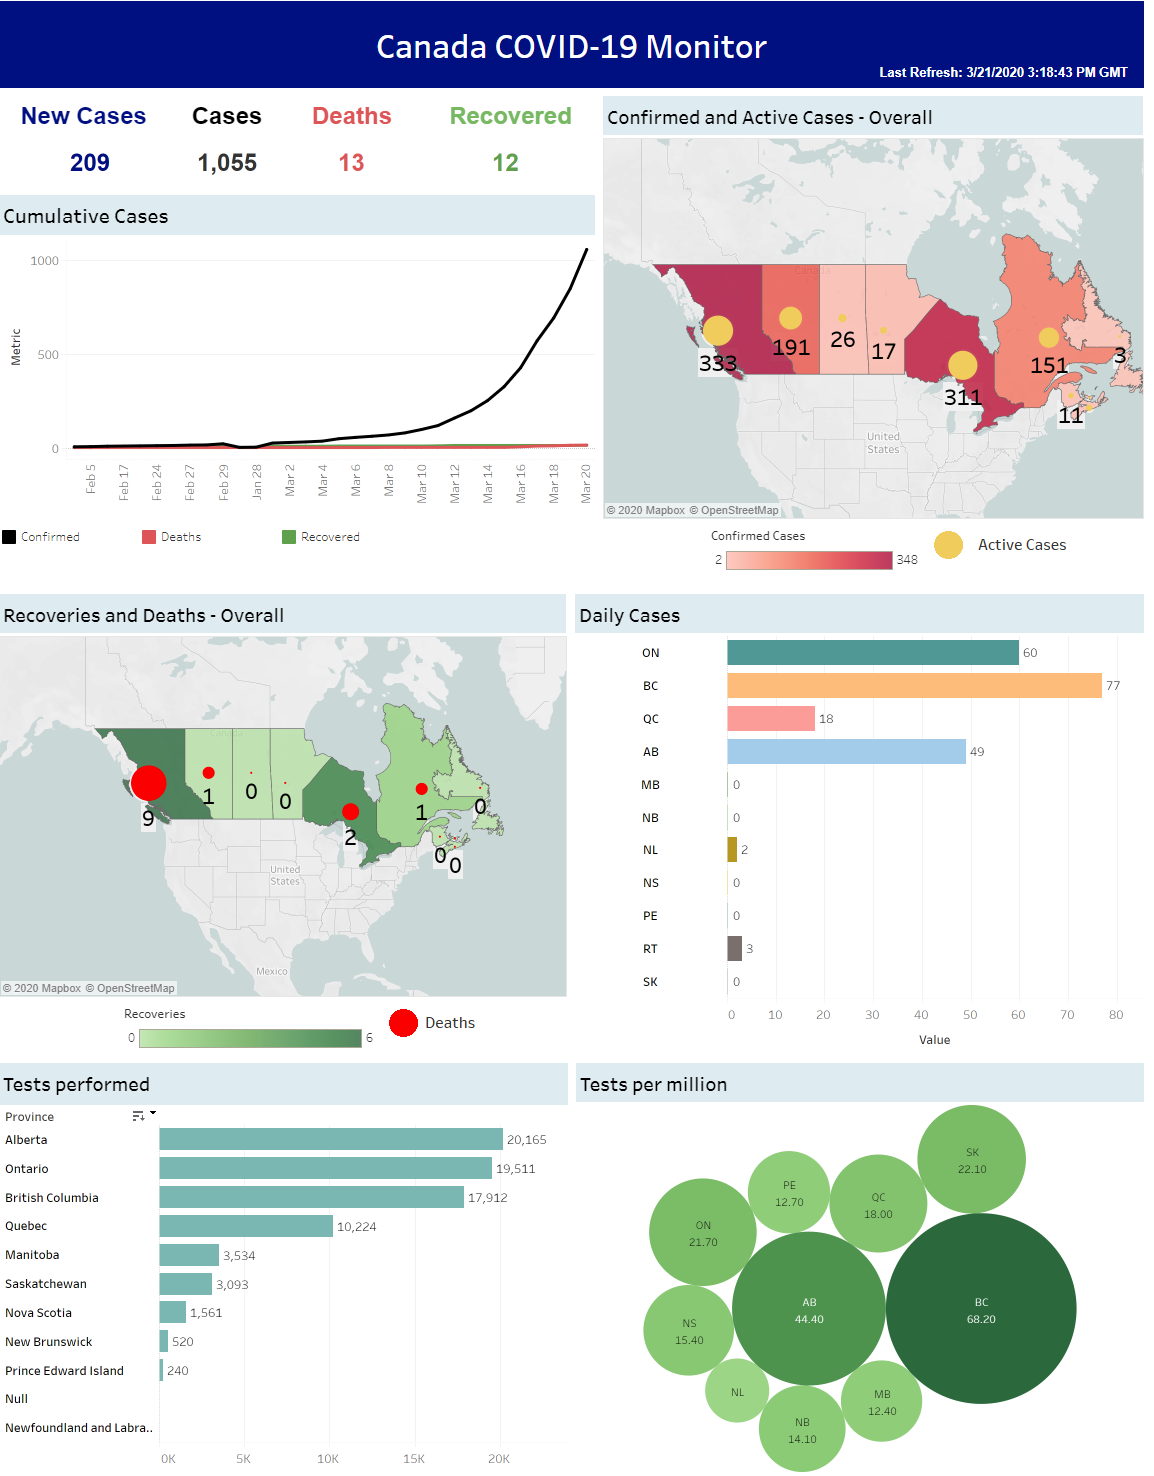 Canada COVID-19 Monitor
Last Refresh: 3/21/2020 3:18:43 PM GMT
New Cases Cases Deaths Recovered
209 1,055 13 12
Cumulative Cases
1000
500
0
Metric
Feb 5 Feb 17 Feb 24 Feb 27 Feb 29 Jan 28 Mar 2 Mar 4 Mar 6 Mar 8 Mar 10 Mar 12 Mar 14 Mar 16 Mar 18 Mar 20
Confirmed Deaths Recovered
Confirmed and Active Cases - Overall
Canada
333 191 26 17 311 151 3 11
United
States
© 2020 Mapbox © OpenStreetMap
Confirmed Cases
2 348
Active Cases
Recoveries and Deaths - Overall
Canada
9 1 0 0 2 1 0 0 0
United
States
Mexico
© 2020 Mapbox © OpenStreetMap
Recoveries
0 6
Deaths
Daily Cases
ON 60
BC 77
QC 18
AB 49
MB 0
NB 0
NL 2
NS 0
PE 0
RT 3
SK 0
0 10 20 30 40 50 60 70 80
Value
Tests performed
Province
Alberta 20,165
Ontario 19,511
British Columbia 17,912
Quebec 10,224
Manitoba 3,534
Saskatchewan 3,093
Nova Scotia 1,561
New Brunswick 520
Prince Edward Island 240
Null
Newfoundland and Labra..
0K 5K 10K 15K 20K
Tests per million
SK
22.10
PE
12.70
QC
18.00
ON
21.70
AB
44.40
BC
68.20
NS
15.40
NL
MB
12.40
NB
14.10